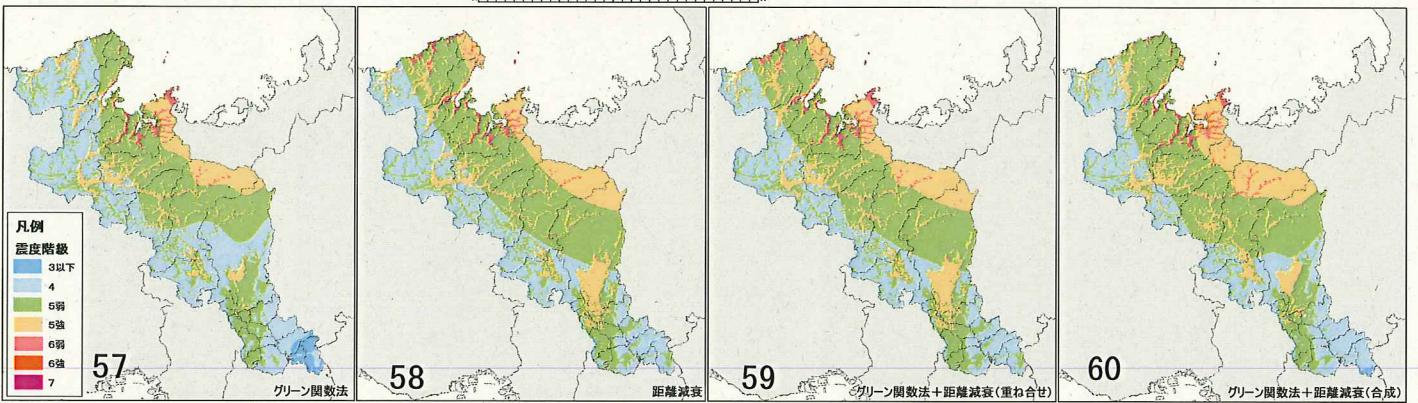 凡例
震度階級
3以下
4
5弱
5強
6弱
6強
7
57
グリーン関数法
58
距離減衰
59
グリーン関数法+距離減衰(重ね合せ)
60
グリーン関数法+距離減衰(合成)